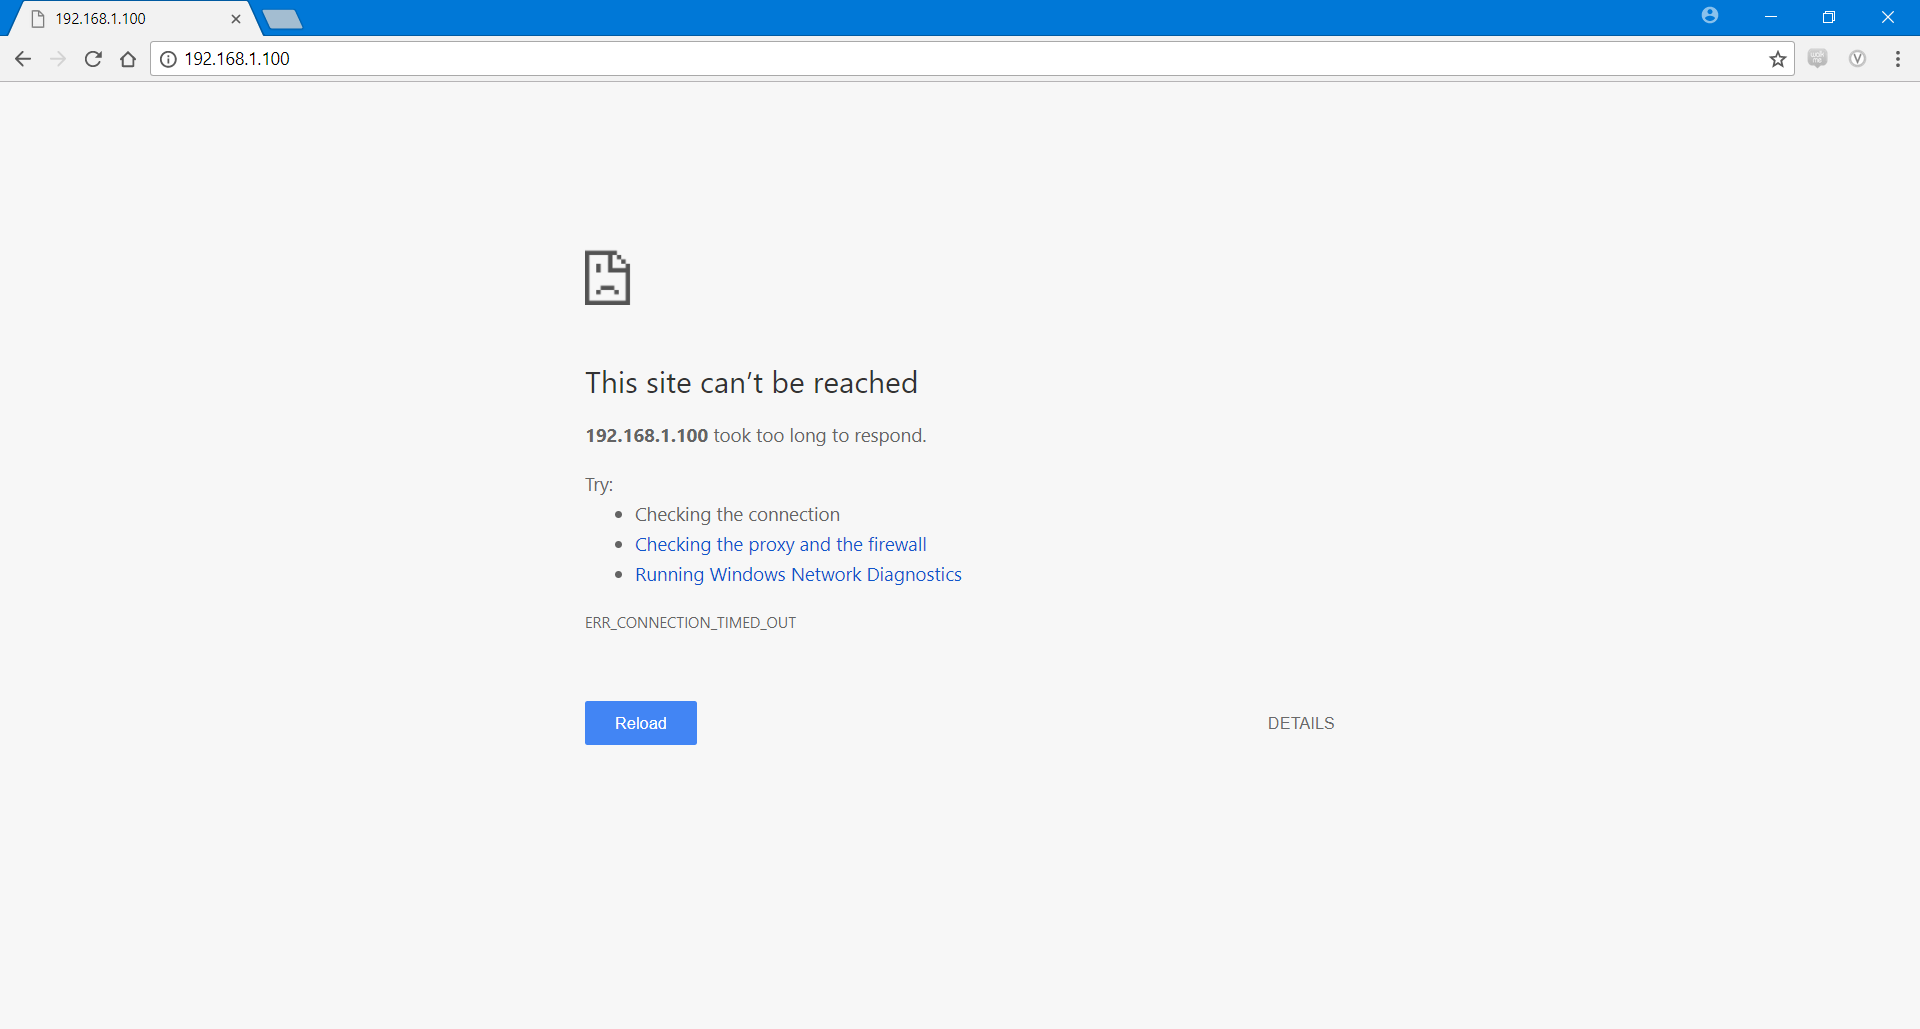 192.168.1.100
192.168.1.100
This site can’t be reached
192.168.1.100 took too long to respond.
Try:
Checking the connection
Checking the proxy and the firewall
Running Windows Network Diagnostics
ERR_CONNECTION_TIMED_OUT
Reload
DETAILS